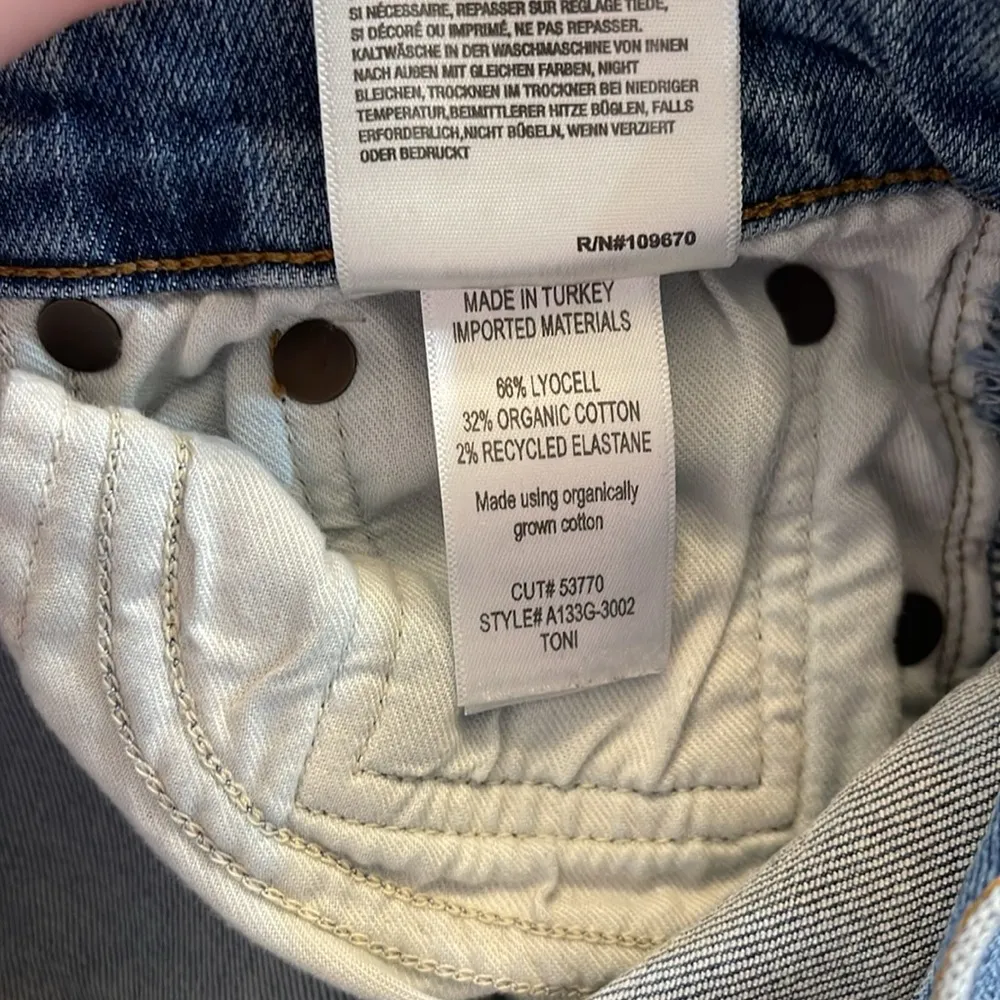 SI NÉCESSAIRE, REPASSER SUR RÉGLAGE TIEDE,
SI DÉCORÉ OU IMPRIMÉ, NE PAS REPASSER.
KALTWÄSCHE IN DER WASCHMASCHINE VON INNEN
NACH AUBEN MIT GLEICHEN FARBEN, NIGHT
BLEICHEN, TROCKNEN IM TROCKNER BEI NIEDRIGER
TEMPERATUR,BEIMITTLERER HITZE BÜGLEN, FALLS
ERFORDERLICH,NICHT BÜGELN, WENN VERZIERT
ODER BEDRUCKT
R/N#109670
MADE IN TURKEY
IMPORTED MATERIALS
66% LYOCELL
32% ORGANIC COTTON
2% RECYCLED ELASTANE
Made using organically
grown cotton
CUT# 53770
STYLE# A133G-3002
TONI